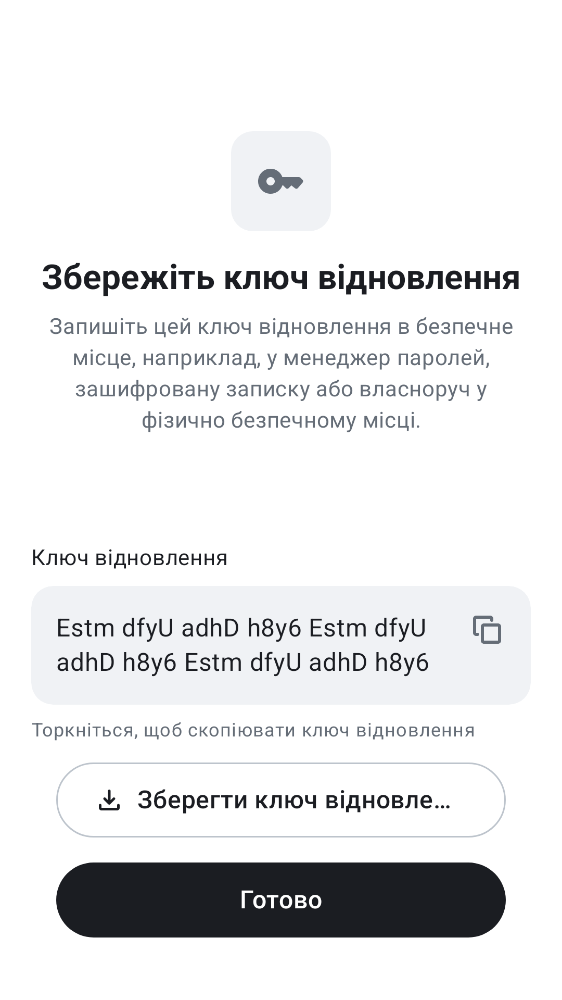 Збережіть ключ відновлення
Запишіть цей ключ відновлення в безпечне
місце, наприклад, у менеджер паролей,
зашифровану записку або власноруч у
фізично безпечному місці.
Ключ відновлення
Estm dfyU adhD h8y6 Estm dfyU
adhD h8y6 Estm dfyU adhD h8y6
Торкніться, щоб скопіювати ключ відновлення
Зберегти ключ відновле…
Готово